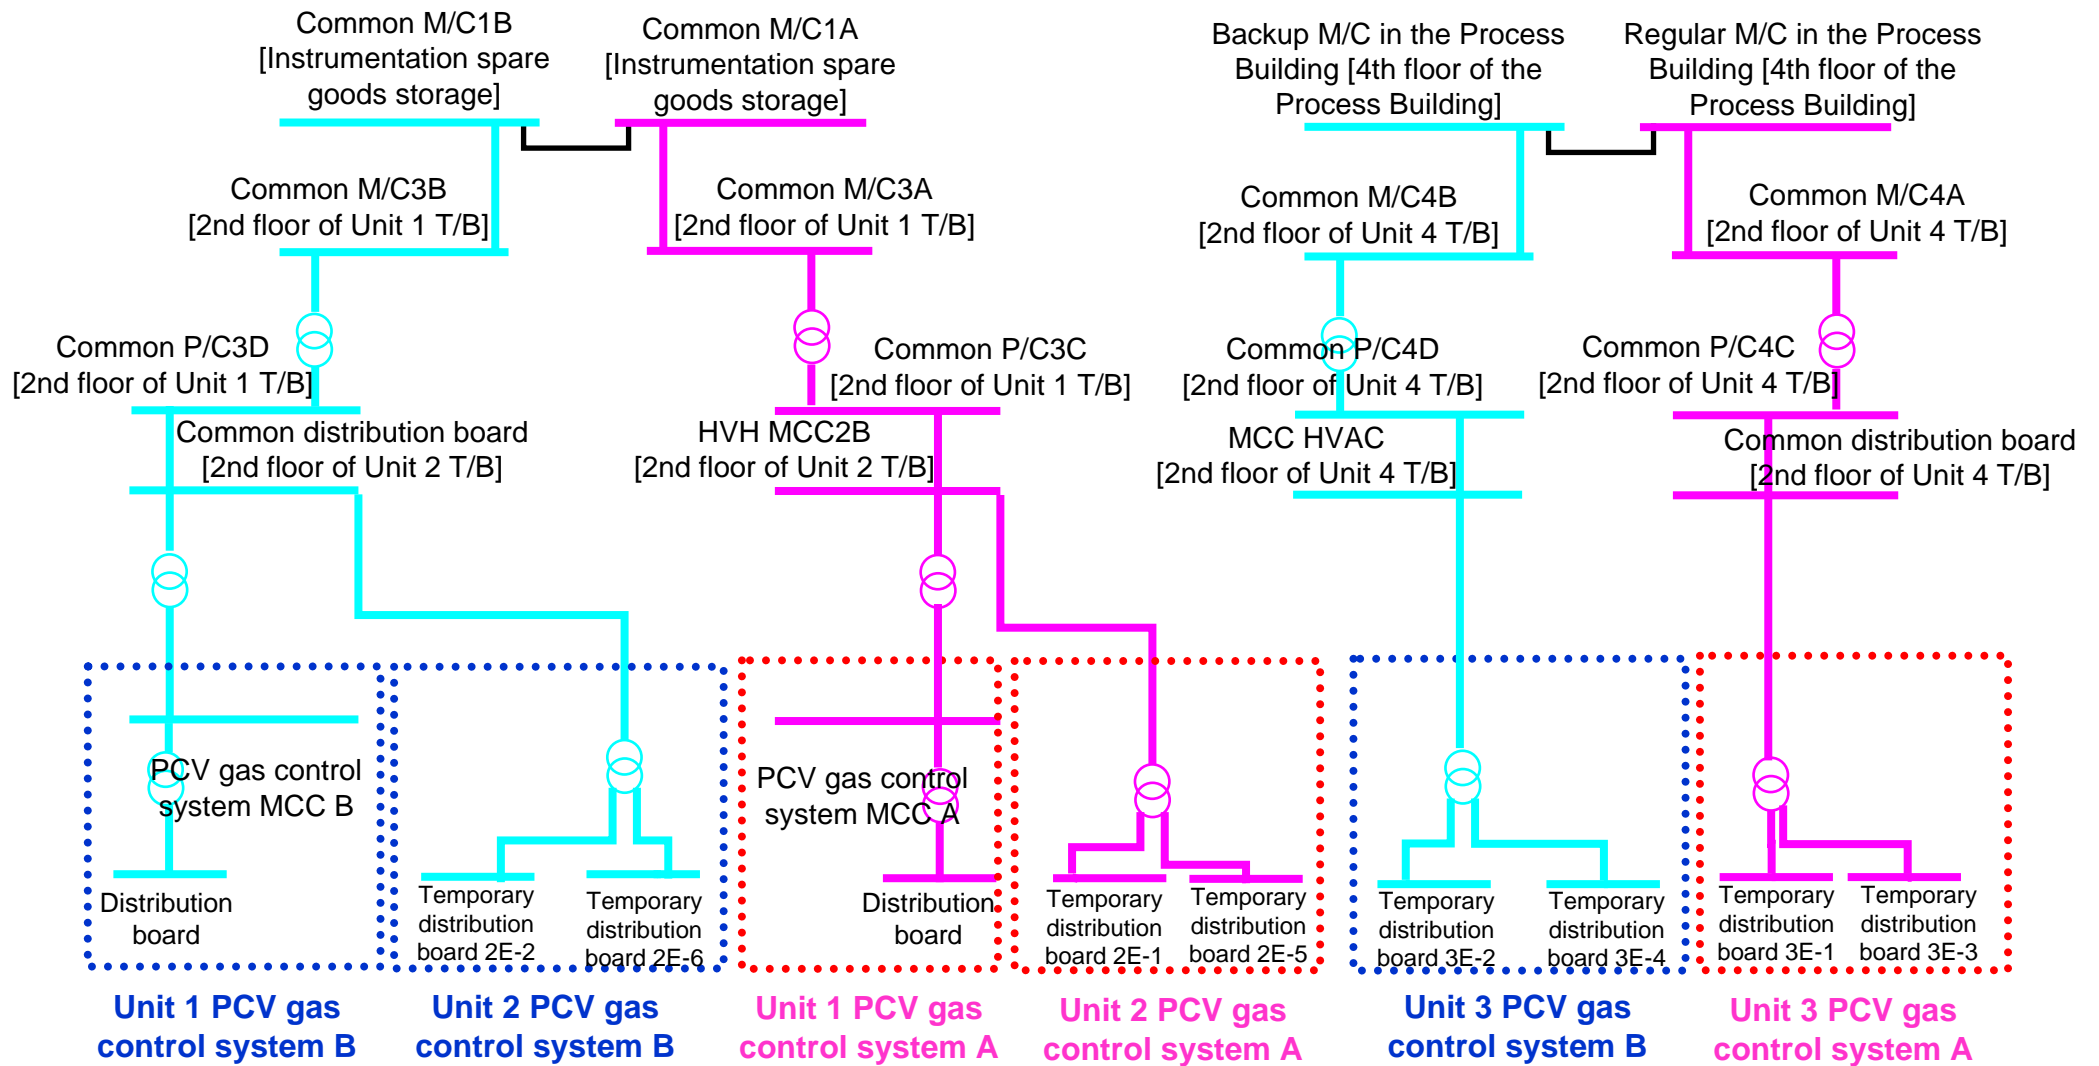 Common M/C1B
[Instrumentation spare
goods storage]
Common M/C1A
[Instrumentation spare
goods storage]
Backup M/C in the Process
Building [4th floor of the
Process Building]
Regular M/C in the Process
Building [4th floor of the
Process Building]
Common M/C3B
[2nd floor of Unit 1 T/B]
Common M/C3A
[2nd floor of Unit 1 T/B]
Common M/C4B
[2nd floor of Unit 4 T/B]
Common M/C4A
[2nd floor of Unit 4 T/B]
Common P/C3D
[2nd floor of Unit 1 T/B]
Common P/C3C
[2nd floor of Unit 1 T/B]
Common P/C4D
[2nd floor of Unit 4 T/B]
Common P/C4C
[2nd floor of Unit 4 T/B]
Common distribution board
[2nd floor of Unit 2 T/B]
HVH MCC2B
[2nd floor of Unit 2 T/B]
MCC HVAC
[2nd floor of Unit 4 T/B]
Common distribution board
[2nd floor of Unit 4 T/B]
PCV gas control
system MCC B
PCV gas control
system MCC A
Distribution
board
Temporary
distribution
board 2E-2
Temporary
distribution
board 2E-6
Distribution
board
Temporary
distribution
board 2E-1
Temporary
distribution
board 2E-5
Temporary
distribution
board 3E-2
Temporary
distribution
board 3E-4
Temporary
distribution
board 3E-1
Temporary
distribution
board 3E-3
Unit 1 PCV gas
control system B
Unit 2 PCV gas
control system B
Unit 1 PCV gas
control system A
Unit 2 PCV gas
control system A
Unit 3 PCV gas
control system B
Unit 3 PCV gas
control system A